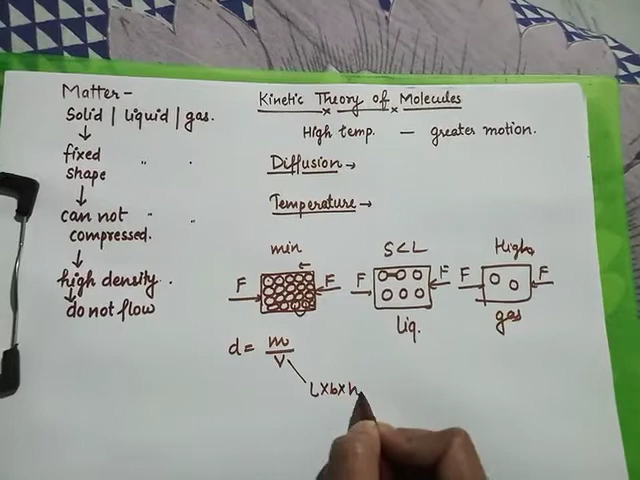 Matter-
Solid | liquid | gas.
fixed " .
shape
can not " "
compressed.
high density .
do not flow
Kinetic Theory of Molecules
High temp. — greater motion.
Diffusion→
Temperature→
min
F F
S<L
F F
Liq.
High
F F
gas
d = m/V
L×b×h